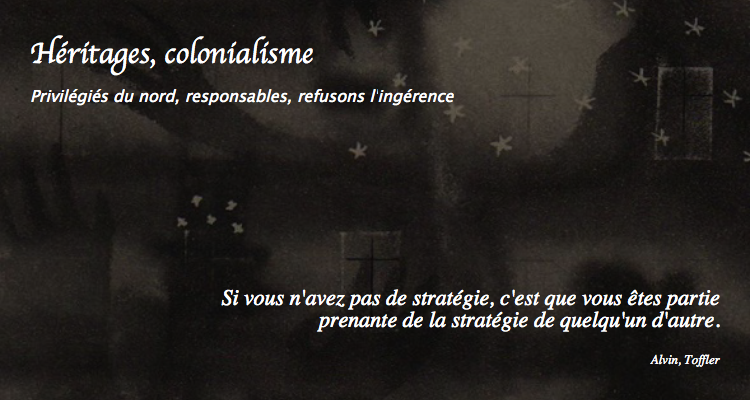 Héritages, colonialisme
Privilégiés du nord, responsables, refusons l'ingérence
Si vous n'avez pas de stratégie, c'est que vous êtes partie
prenante de la stratégie de quelqu'un d'autre.
Alvin, Toffler